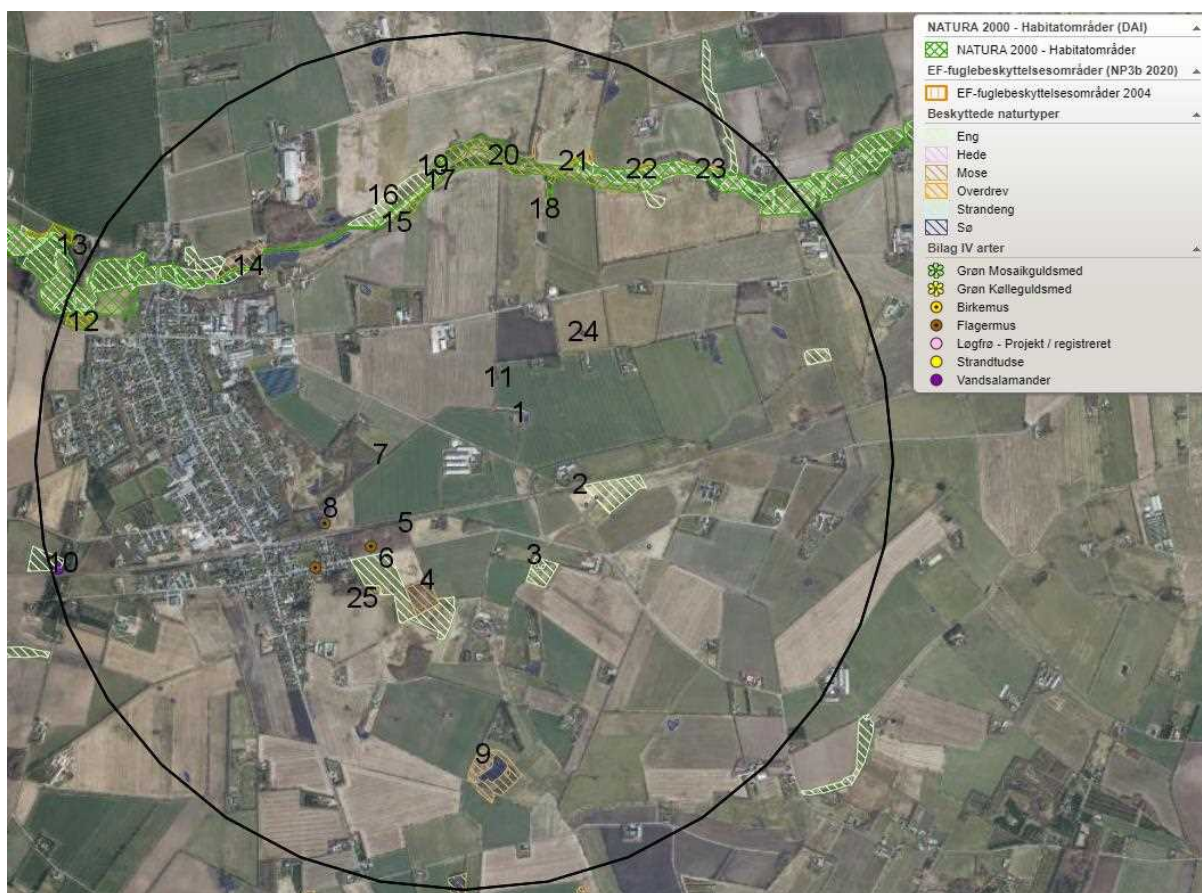 NATURA 2000 - Habitatområder (DAI)
NATURA 2000 - Habitatområder
EF-fuglebeskyttelsesområder (NP3b 2020)
EF-fuglebeskyttelsesområder 2004
Beskyttede naturtyper
Eng
Hede
Mose
Overdrev
Strandeng
Sø
Bilag IV arter
Grøn Mosaikguldsmed
Grøn Kølleguldsmed
Birkemus
Flagermus
Løgfrø - Projekt / registreret
Strandtudse
Vandsalamander
20
21
19
22
23
17
16
18
15
13
14
12
24
11
1
7
2
8
5
3
10
6
4
25
9